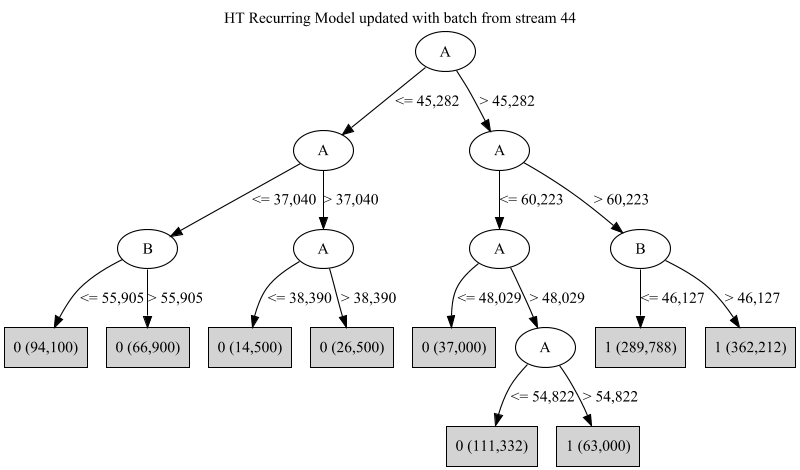 HT Recurring Model updated with batch from stream 44
A
<= 45,282 > 45,282
A A
<= 37,040 > 37,040 <= 60,223 > 60,223
B A A B
<= 55,905 > 55,905 <= 38,390 > 38,390 <= 48,029 > 48,029 <= 46,127 > 46,127
0 (94,100) 0 (66,900) 0 (14,500) 0 (26,500) 0 (37,000) A 1 (289,788) 1 (362,212)
<= 54,822 > 54,822
0 (111,332) 1 (63,000)